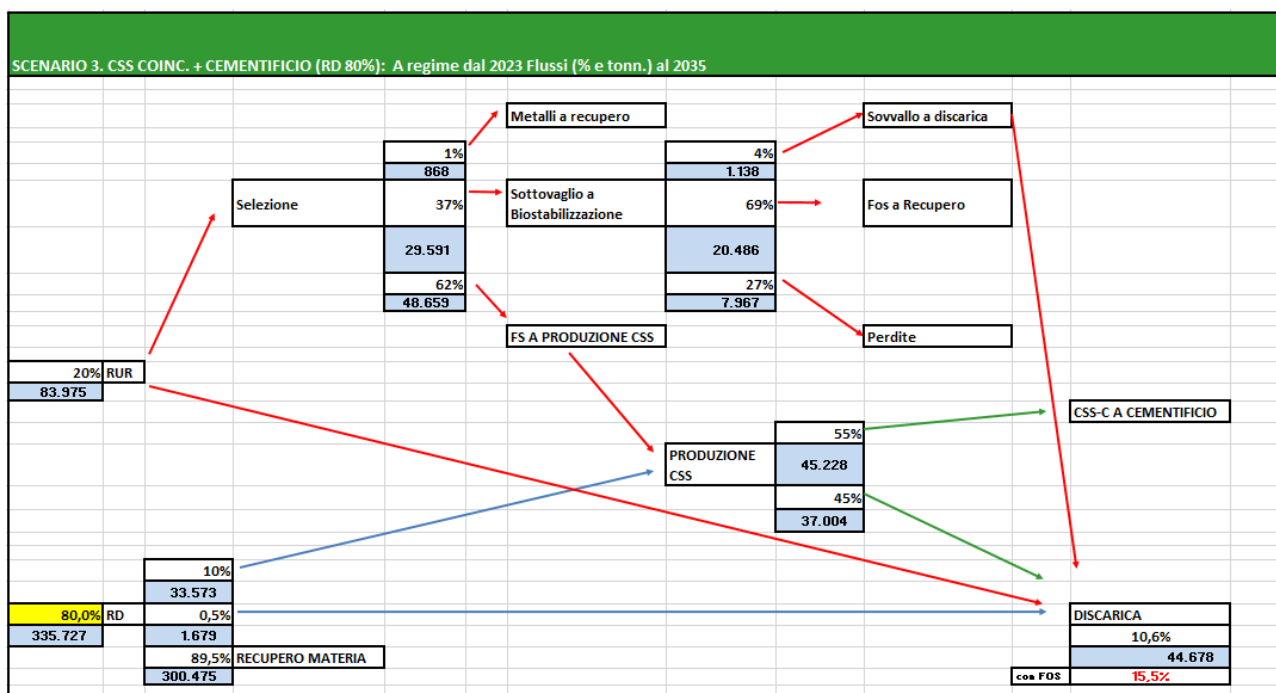 SCENARIO 3. CSS COINC. + CEMENTIFICIO (RD 80%): A regime dal 2023 Flussi (% e tonn.) al 2035
Metalli a recupero
Sovvallo a discarica
1%
4%
868
1.138
Selezione
37%
Sottovaglio a
Biostabilizzazione
69%
Fos a Recupero
29.591
20.486
62%
27%
48.659
7.967
FS A PRODUZIONE CSS
Perdite
20% RUR
83.975
CSS-C A CEMENTIFICIO
55%
PRODUZIONE
CSS
45.228
45%
37.004
10%
33.573
80,0% RD
0,5%
DISCARICA
335.727
1.679
10,6%
89,5% RECUPERO MATERIA
44.678
300.475
con FOS
15,5%